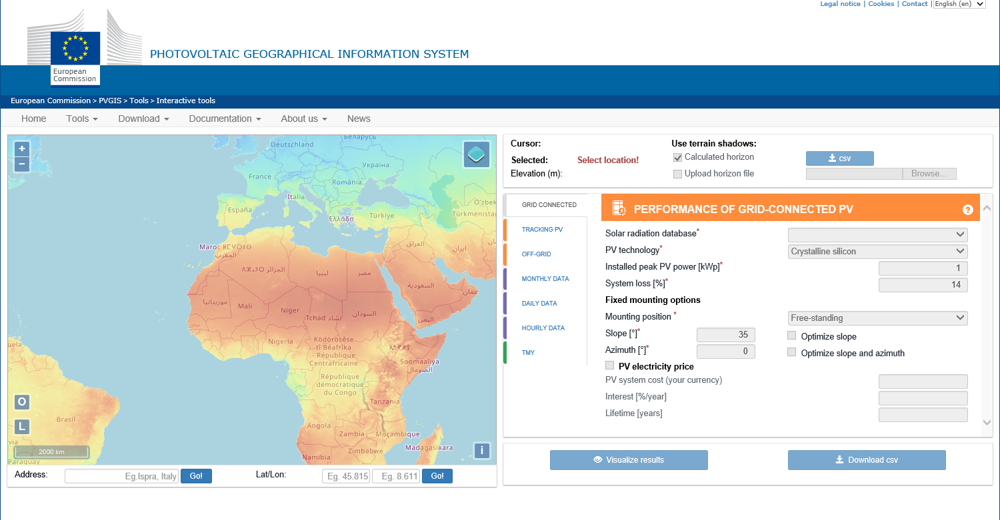 Legal notice | Cookies | Contact | English (en)
PHOTOVOLTAIC GEOGRAPHICAL INFORMATION SYSTEM
European
Commission
European Commission > PVGIS > Tools > Interactive tools
Home Tools Download Documentation About us News
+
−
Deutschland
Беларусь
Україна
France
România
Italia
España
Ελλάδα
Türkiye
O'zbek
Türkmenistan
Maroc ⵍⵎⵖⵔⵉⴱ
المغرب
العراق
ایران
الجزائر
ليبيا
مصر
السعودية
عمان
موريتانيا
Mali
Niger
Tchad تشاد
السودان
اليمن
Nigeria
Ködörösêse
tî Bêafrîka
- République
Centrafricaine
ኢትዮጵያ
Soomaaliya
الصومال
République
démocratique
du Congo
Tanzania
Brasil
Angola
Zambia
Moçambique
Madagasikara
Zimbabwe
Namibia
uela
via
Paraguay
O
L
i
2000 km
Address: Eg.Ispra, Italy Go! Lat/Lon: Eg. 45.815 Eg. 8.611 Go!
Cursor: Use terrain shadows:
Selected: Select location! Calculated horizon csv
Elevation (m): Upload horizon file Browse...
GRID CONNECTED
TRACKING PV
OFF-GRID
MONTHLY DATA
DAILY DATA
HOURLY DATA
TMY
PERFORMANCE OF GRID-CONNECTED PV ?
Solar radiation database*
PV technology* Crystalline silicon
Installed peak PV power [kWp]* 1
System loss [%]* 14
Fixed mounting options
Mounting position * Free-standing
Slope [°]* 35 Optimize slope
Azimuth [°]* 0 Optimize slope and azimuth
PV electricity price
PV system cost (your currency)
Interest [%/year]
Lifetime [years]
Visualize results Download csv